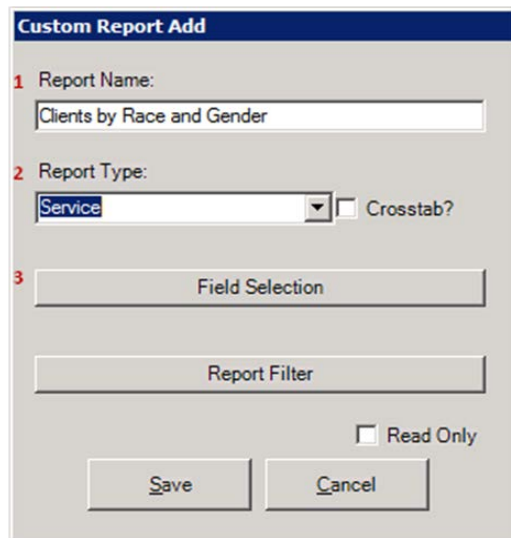 Custom Report Add
1 Report Name:
Clients by Race and Gender
2 Report Type:
Service Crosstab?
3 Field Selection
Report Filter
Read Only
Save Cancel